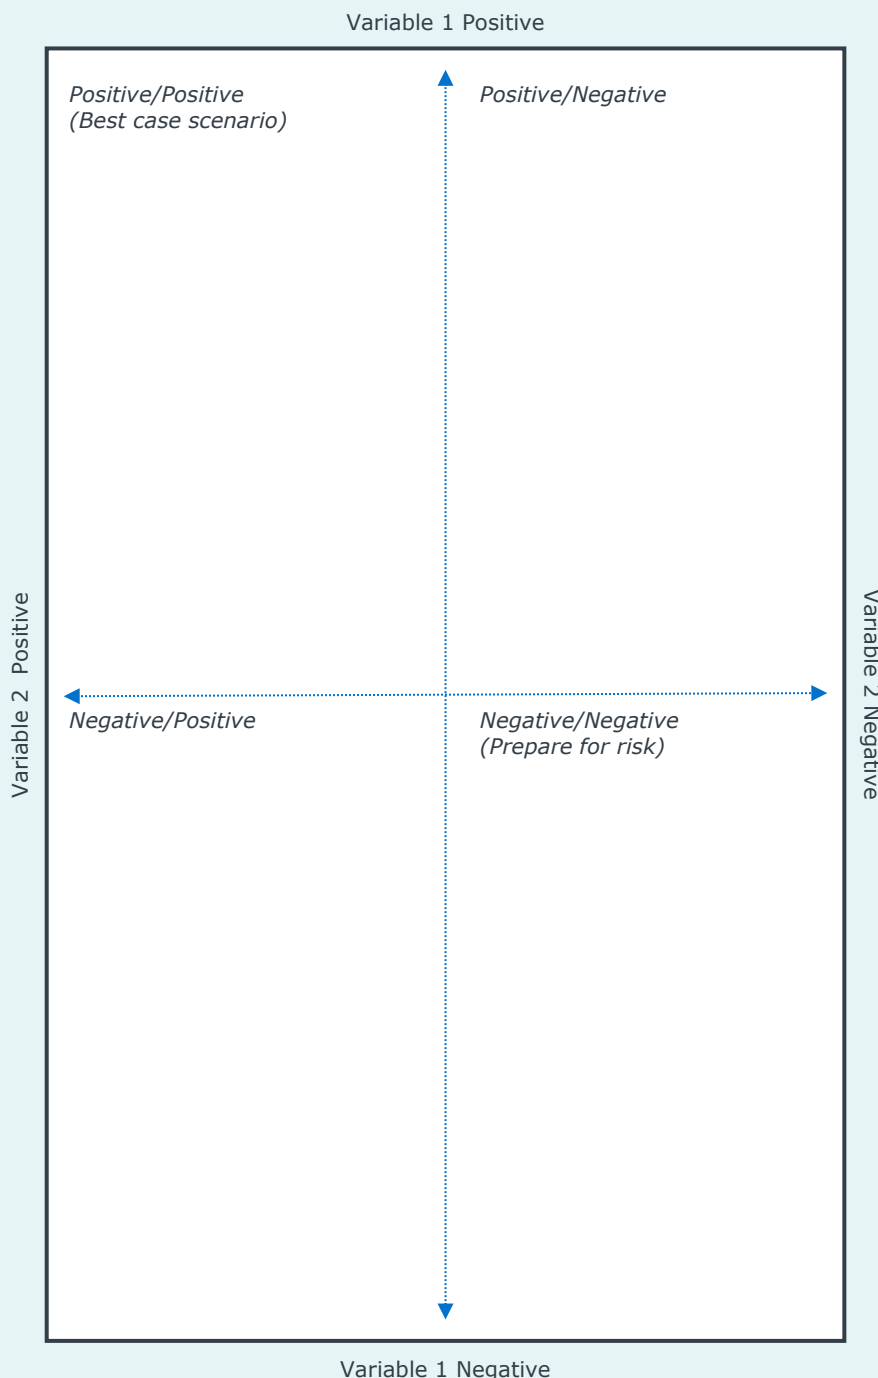 Variable 1 Positive
Positive/Positive
(Best case scenario)
Positive/Negative
Variable 2  Positive
Variable 2 Negative
Negative/Positive
Negative/Negative
(Prepare for risk)
Variable 1 Negative